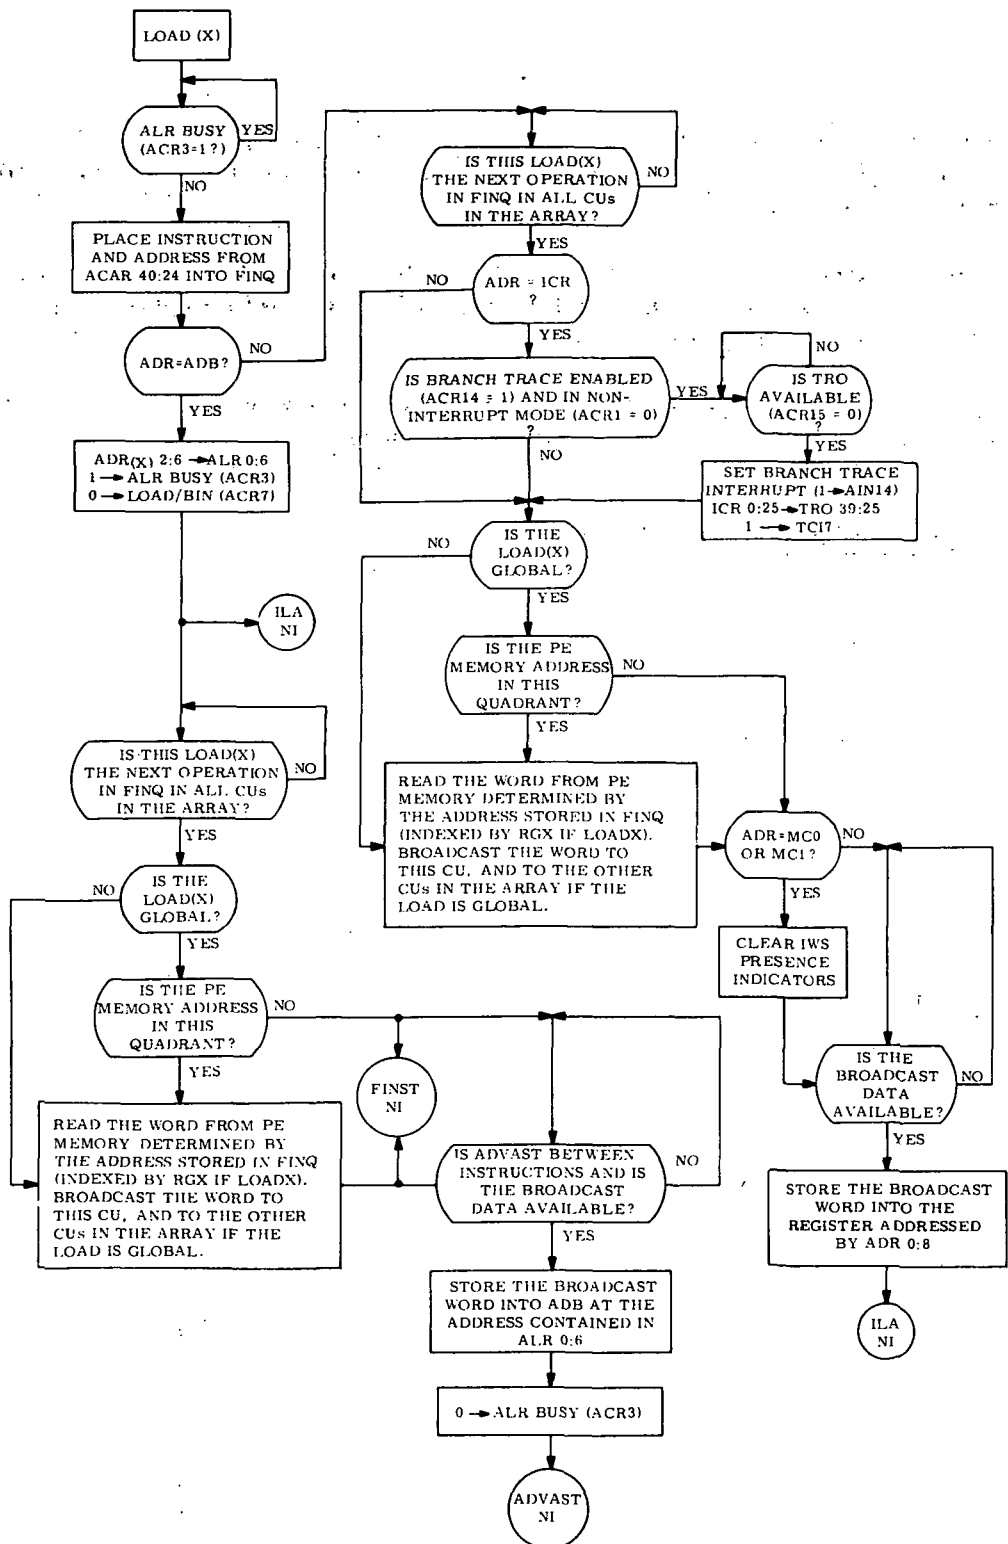 LOAD (X)
ALR BUSY
(ACR3=1?)
YES
NO
PLACE INSTRUCTION
AND ADDRESS FROM
ACAR 40:24 INTO FINQ
ADR=ADB?
NO
YES
ADR(X) 2:6 → ALR 0:6
1 → ALR BUSY (ACR3)
0 → LOAD/BIN (ACR7)
ILA
NI
IS THIS LOAD(X)
THE NEXT OPERATION
IN FINQ IN ALL CUs
IN THE ARRAY?
NO
YES
IS THE
LOAD(X)
GLOBAL?
NO
YES
IS THE PE
MEMORY ADDRESS
IN THIS
QUADRANT?
NO
YES
READ THE WORD FROM PE
MEMORY DETERMINED BY
THE ADDRESS STORED IN FINQ
(INDEXED BY RGX IF LOADX).
BROADCAST THE WORD TO
THIS CU, AND TO THE OTHER
CUs IN THE ARRAY IF THE
LOAD IS GLOBAL.
FINST
NI
IS ADVAST BETWEEN
INSTRUCTIONS AND IS
THE BROADCAST
DATA AVAILABLE?
NO
YES
STORE THE BROADCAST
WORD INTO ADB AT THE
ADDRESS CONTAINED IN
ALR 0:6
0 → ALR BUSY (ACR3)
ADVAST
NI
IS THIS LOAD(X)
THE NEXT OPERATION
IN FINQ IN ALL CUs
IN THE ARRAY?
NO
YES
ADR = ICR
?
NO
YES
IS BRANCH TRACE ENABLED
(ACR14 = 1) AND IN NON-
INTERRUPT MODE (ACR1 = 0)
?
YES
NO
IS TRO
AVAILABLE
(ACR15 = 0)
?
NO
YES
SET BRANCH TRACE
INTERRUPT (1→AIN14)
ICR 0:25→TRO 39:25
1 → TCI7
IS THE
LOAD(X)
GLOBAL?
NO
YES
IS THE PE
MEMORY ADDRESS
IN THIS
QUADRANT?
NO
YES
READ THE WORD FROM PE
MEMORY DETERMINED BY
THE ADDRESS STORED IN FINQ
(INDEXED BY RGX IF LOADX).
BROADCAST THE WORD TO
THIS CU, AND TO THE OTHER
CUs IN THE ARRAY IF THE
LOAD IS GLOBAL.
ADR=MC0
OR MC1?
NO
YES
CLEAR IWS
PRESENCE
INDICATORS
IS THE
BROADCAST
DATA
AVAILABLE?
NO
YES
STORE THE BROADCAST
WORD INTO THE
REGISTER ADDRESSED
BY ADR 0:8
ILA
NI